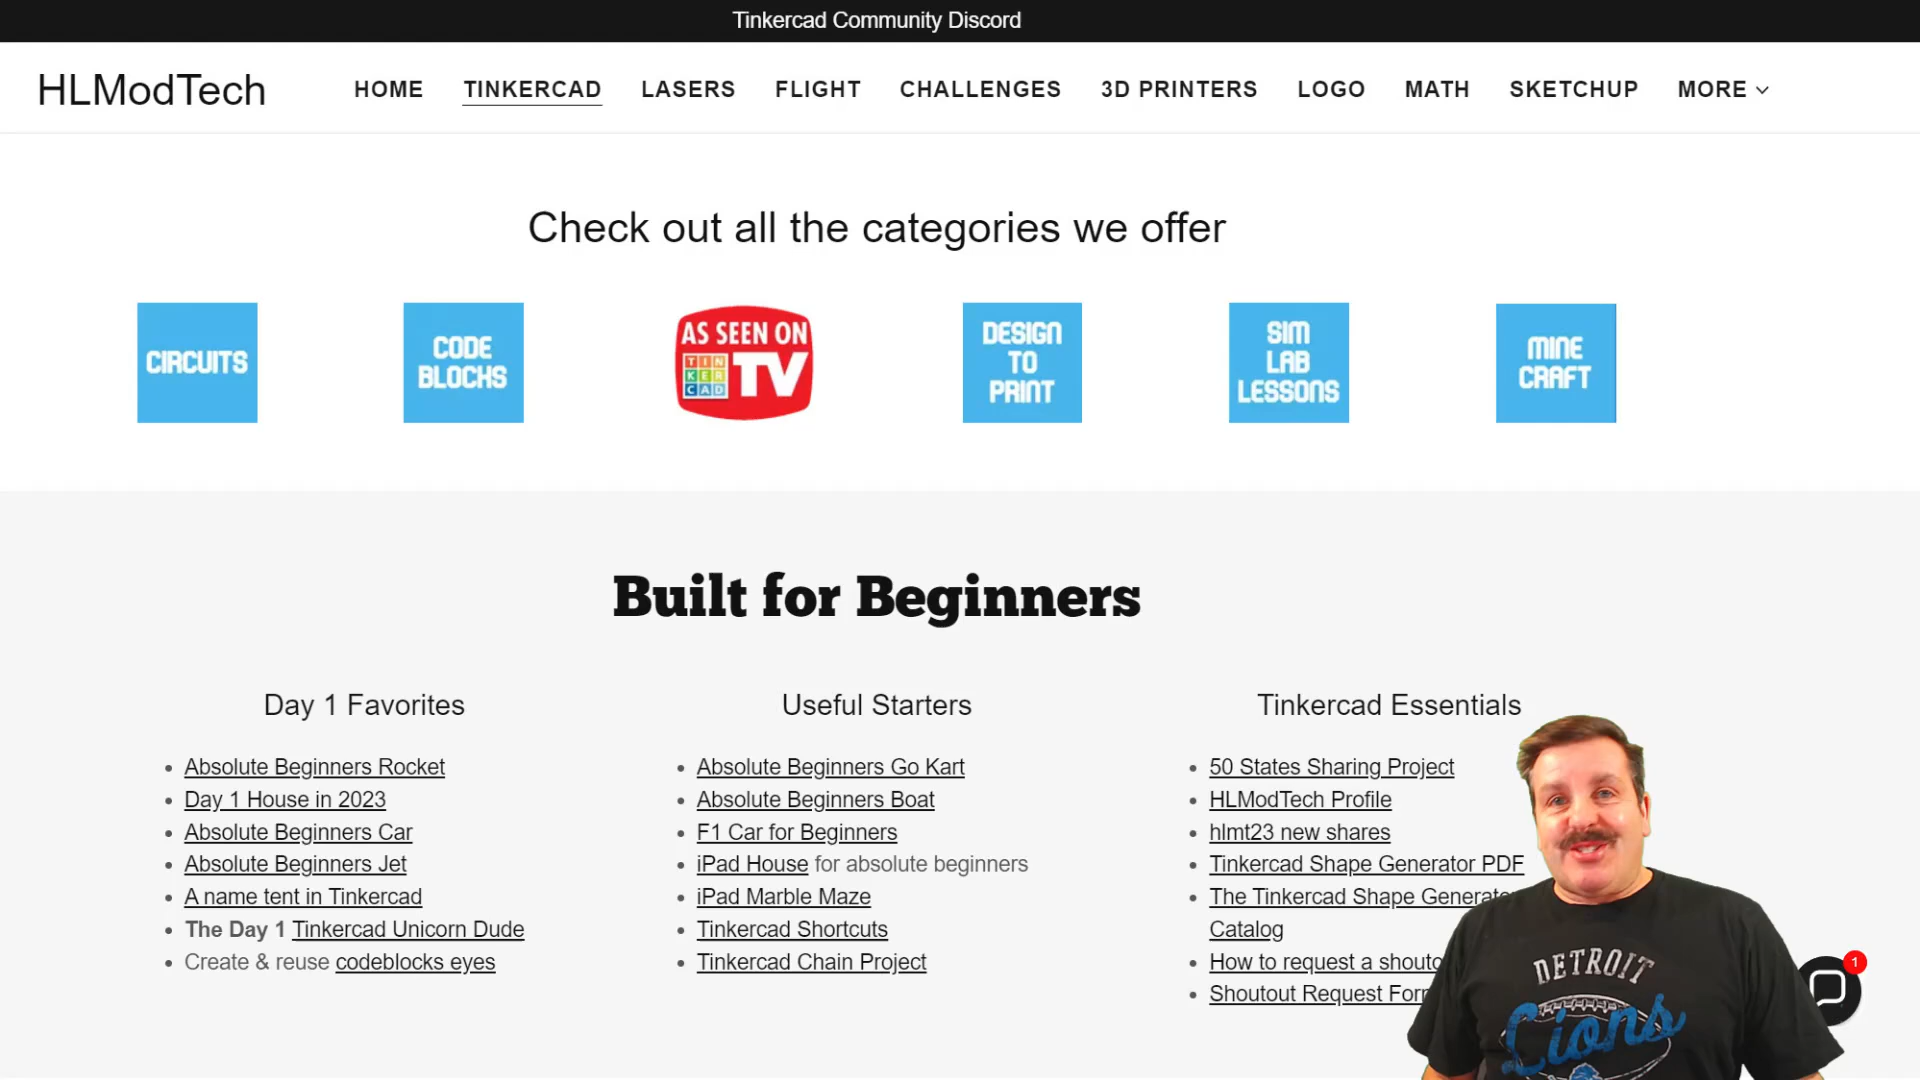 Tinkercad Community Discord
HLModTech
HOME TINKERCAD LASERS FLIGHT CHALLENGES 3D PRINTERS LOGO MATH SKETCHUP MORE
Check out all the categories we offer
CIRCUITS
CODE
BLOCKS
AS SEEN ON
TIN
KER
CAD
TV
DESIGN
TO
PRINT
SIM
LAB
LESSONS
MINE
CRAFT
Built for Beginners
Day 1 Favorites
Absolute Beginners Rocket
Day 1 House in 2023
Absolute Beginners Car
Absolute Beginners Jet
A name tent in Tinkercad
The Day 1 Tinkercad Unicorn Dude
Create & reuse codeblocks eyes
Useful Starters
Absolute Beginners Go Kart
Absolute Beginners Boat
F1 Car for Beginners
iPad House for absolute beginners
iPad Marble Maze
Tinkercad Shortcuts
Tinkercad Chain Project
Tinkercad Essentials
50 States Sharing Project
HLModTech Profile
hlmt23 new shares
Tinkercad Shape Generator PDF
The Tinkercad Shape
Catalog
How to request a
Shoutout Request
DETROIT
Lions
1